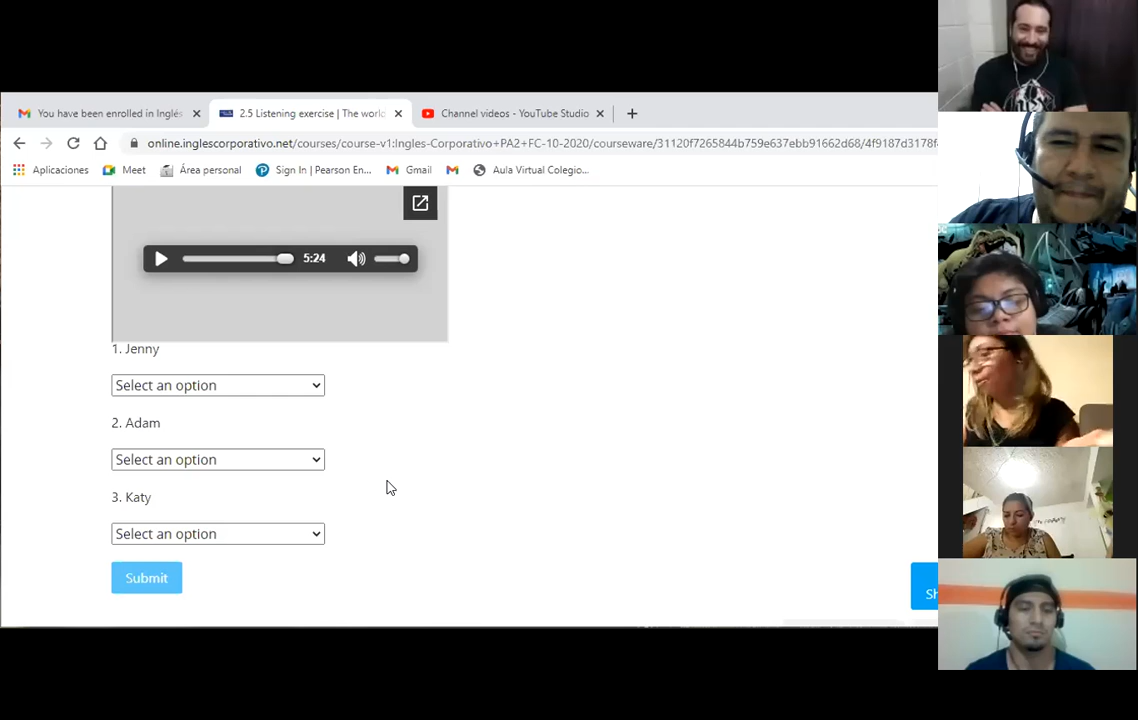 You have been enrolled in Inglés
2.5 Listening exercise | The world
Channel videos - YouTube Studio
online.inglescorporativo.net/courses/course-v1:Ingles-Corporativo+PA2+FC-10-2020/courseware/31120f7265844b759e637ebb91662d68/4f9187d3178f
Aplicaciones
Meet
Área personal
Sign In | Pearson En...
Gmail
Aula Virtual Colegio...
5:24
1. Jenny
Select an option
2. Adam
Select an option
3. Katy
Select an option
Submit
Sh